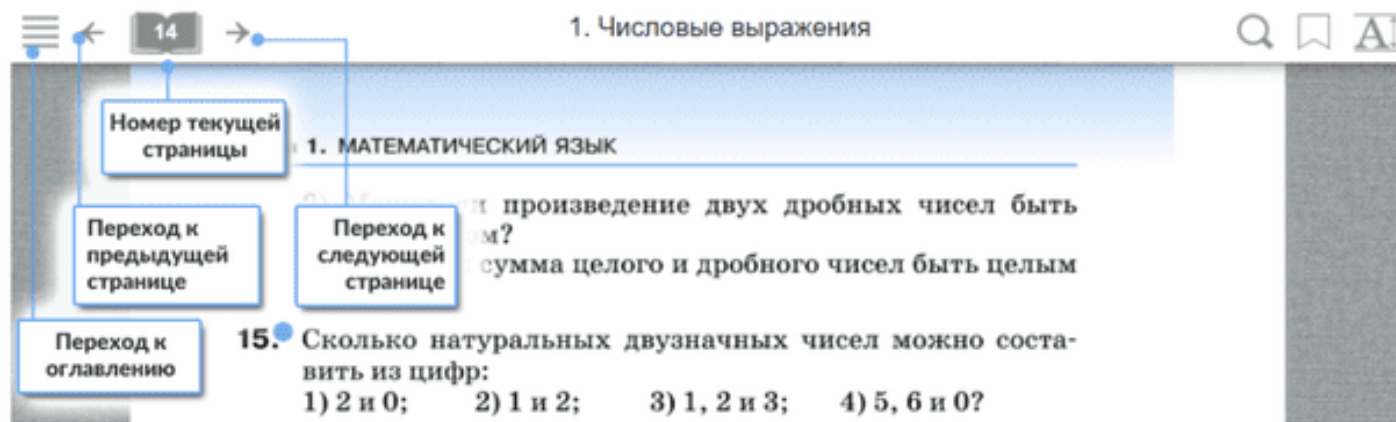 14
1. Числовые выражения
Номер текущей
страницы
1. МАТЕМАТИЧЕСКИЙ ЯЗЫК
произведение двух дробных чисел быть
сумма целого и дробного чисел быть целым
Переход к
предыдущей
странице
Переход к
следующей
странице
Переход к
оглавлению
15. Сколько натуральных двузначных чисел можно соста-
вить из цифр:
1) 2 и 0; 2) 1 и 2; 3) 1, 2 и 3; 4) 5, 6 и 0?